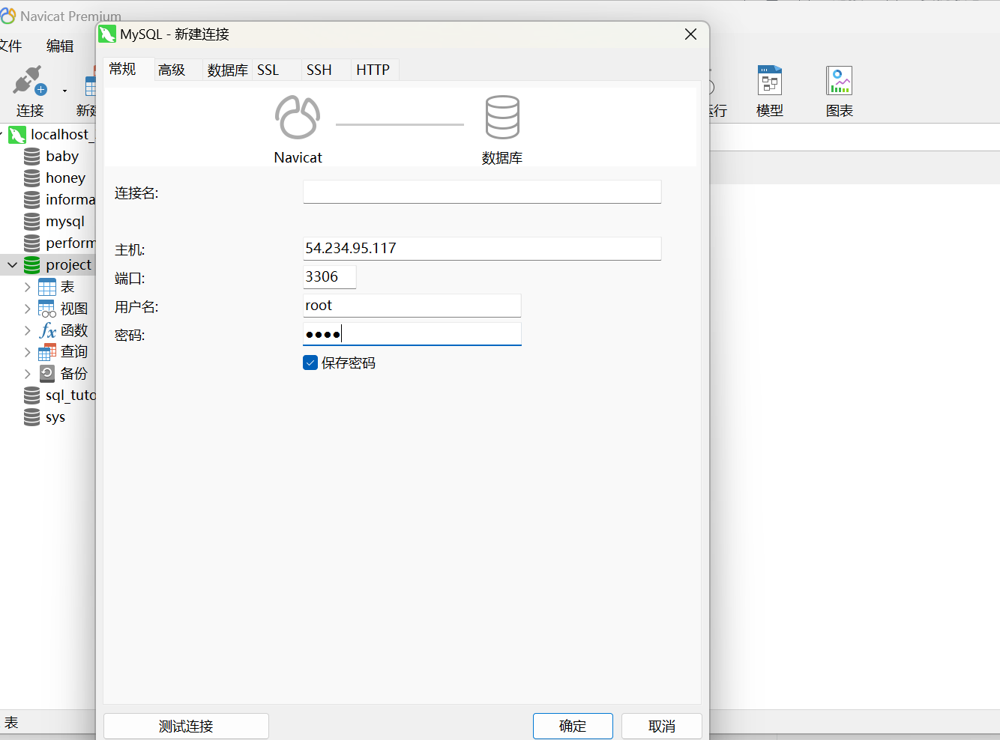 Navicat Premium
MySQL - 新建连接
文件
编辑
常规
高级
数据库
SSL
SSH
HTTP
连接
新建
运行
模型
图表
Navicat
数据库
localhost_
baby
honey
informa
mysql
perform
project
表
视图
函数
查询
备份
sql_tuto
sys
连接名:
主机:
54.234.95.117
端口:
3306
用户名:
root
密码:
●●●●
保存密码
表
测试连接
确定
取消